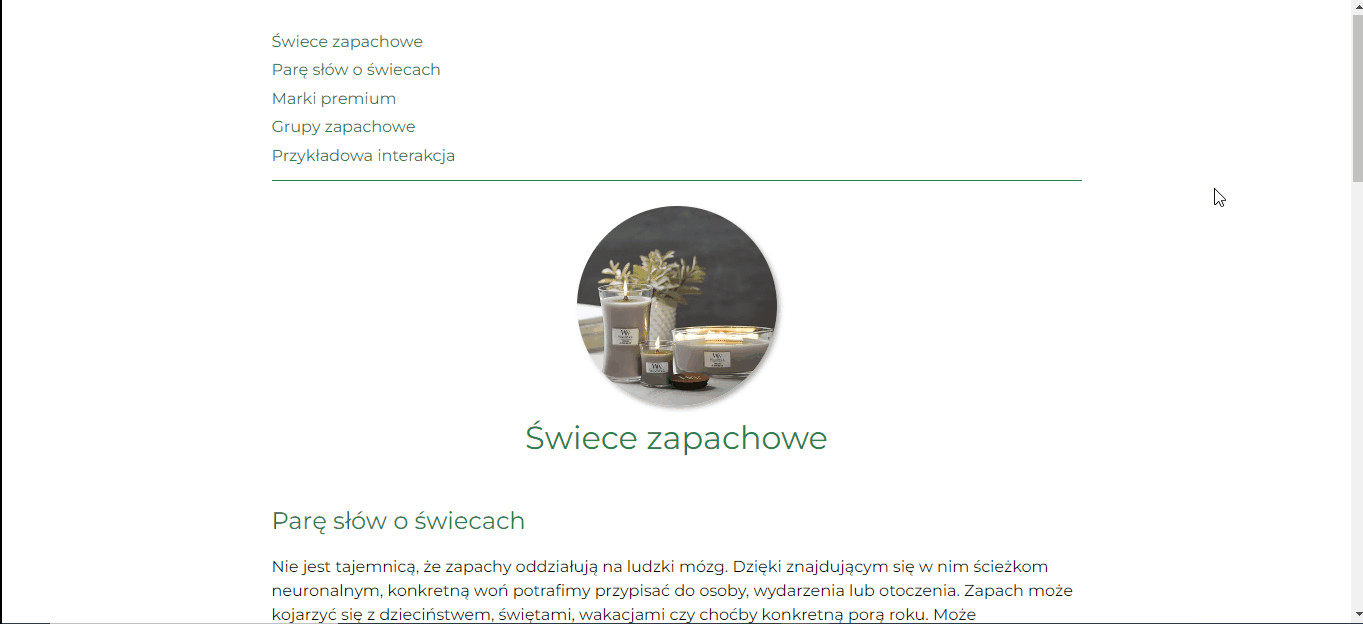 Świece zapachowe
Parę słów o świecach
Marki premium
Grupy zapachowe
Przykładowa interakcja
Świece zapachowe
Parę słów o świecach
Nie jest tajemnicą, że zapachy oddziałują na ludzki mózg. Dzięki znajdującym się w nim ścieżkom
neuronalnym, konkretną woń potrafimy przypisać do osoby, wydarzenia lub otoczenia. Zapach może
kojarzyć się z dzieciństwem, świętami, wakacjami czy choćby konkretną porą roku. Może